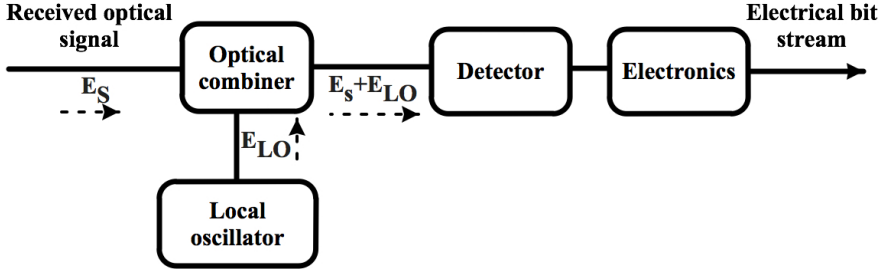 Received optical
signal
Electrical bit
stream
Optical
combiner
Detector
Electronics
E_S
E_s+E_LO
E_LO
Local
oscillator